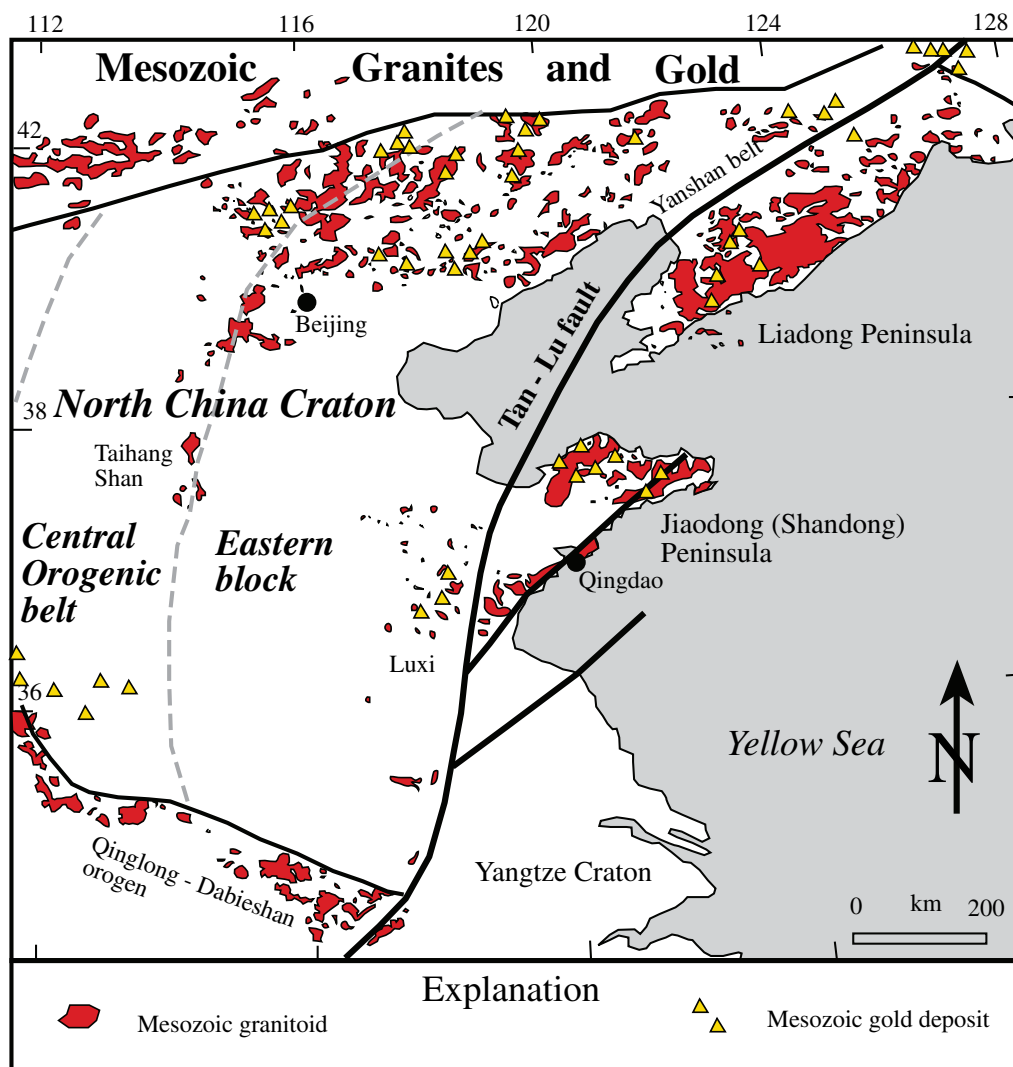 112 116 120 124 128
Mesozoic Granites and Gold
42
Yanshan belt
Beijing
Tan - Lu fault
Liadong Peninsula
North China Craton
38
Taihang
Shan
Central
Orogenic
belt
Eastern
block
Jiaodong (Shandong)
Peninsula
Qingdao
Luxi
36
Yellow Sea
N
Qinglong - Dabieshan
orogen
Yangtze Craton
0 km 200
Explanation
Mesozoic granitoid
Mesozoic gold deposit